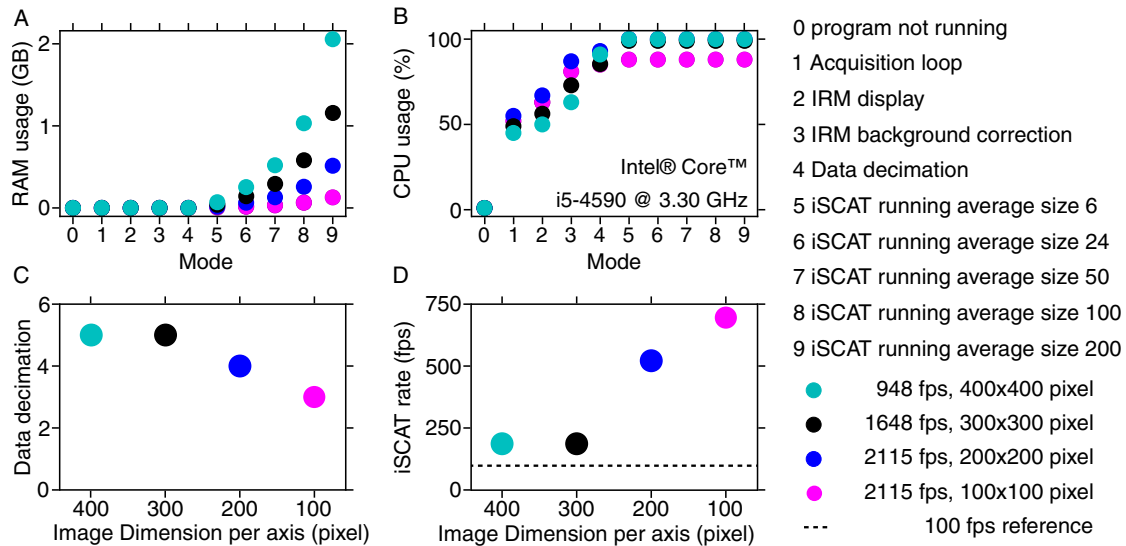 A
RAM usage (GB)
2
1
0
0 1 2 3 4 5 6 7 8 9
Mode
B
CPU usage (%)
100
50
0
Intel® Core™
i5-4590 @ 3.30 GHz
0 1 2 3 4 5 6 7 8 9
Mode
C
Data decimation
6
4
2
0
400 300 200 100
Image Dimension per axis (pixel)
D
iSCAT rate (fps)
750
500
250
0
400 300 200 100
Image Dimension per axis (pixel)
0 program not running
1 Acquisition loop
2 IRM display
3 IRM background correction
4 Data decimation
5 iSCAT running average size 6
6 iSCAT running average size 24
7 iSCAT running average size 50
8 iSCAT running average size 100
9 iSCAT running average size 200
948 fps, 400x400 pixel
1648 fps, 300x300 pixel
2115 fps, 200x200 pixel
2115 fps, 100x100 pixel
100 fps reference